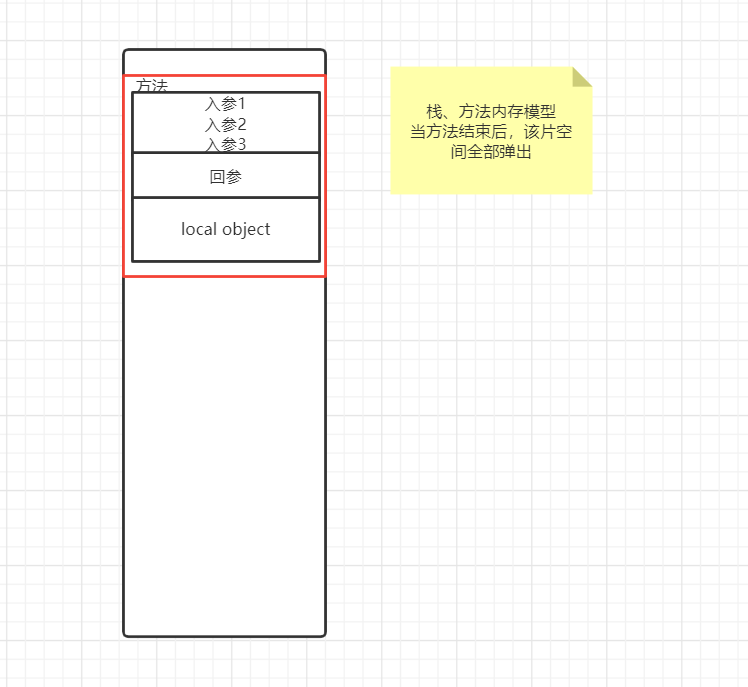 方法
入参1
入参2
入参3
回参
local object
栈、方法内存模型
当方法结束后，该片空
间全部弹出